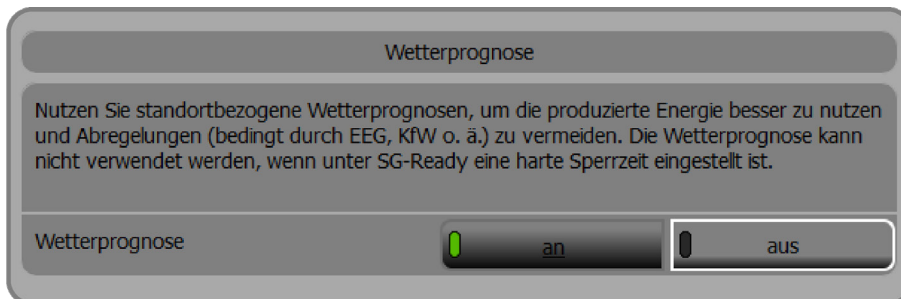 Wetterprognose
Nutzen Sie standortbezogene Wetterprognosen, um die produzierte Energie besser zu nutzen
und Abregelungen (bedingt durch EEG, KfW o. ä.) zu vermeiden. Die Wetterprognose kann
nicht verwendet werden, wenn unter SG-Ready eine harte Sperrzeit eingestellt ist.
Wetterprognose an aus